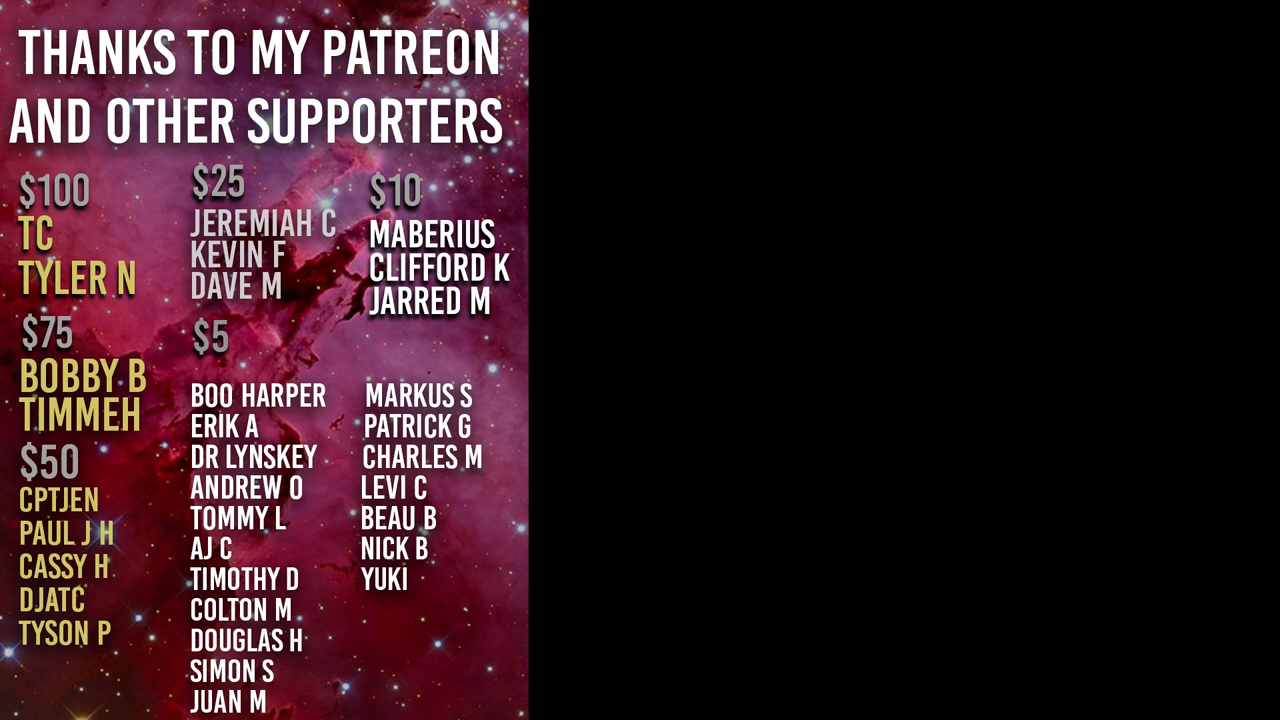 THANKS TO MY PATREON
AND OTHER SUPPORTERS
$100
TC
TYLER N
$75
BOBBY B
TIMMEH
$50
CPTJEN
PAUL J H
CASSY H
DJATC
TYSON P
$25
JEREMIAH C
KEVIN F
DAVE M
$10
MABERIUS
CLIFFORD K
JARRED M
$5
BOO HARPER
ERIK A
DR LYNSKEY
ANDREW O
TOMMY L
AJ C
TIMOTHY D
COLTON M
DOUGLAS H
SIMON S
JUAN M
MARKUS S
PATRICK G
CHARLES M
LEVI C
BEAU B
NICK B
YUKI